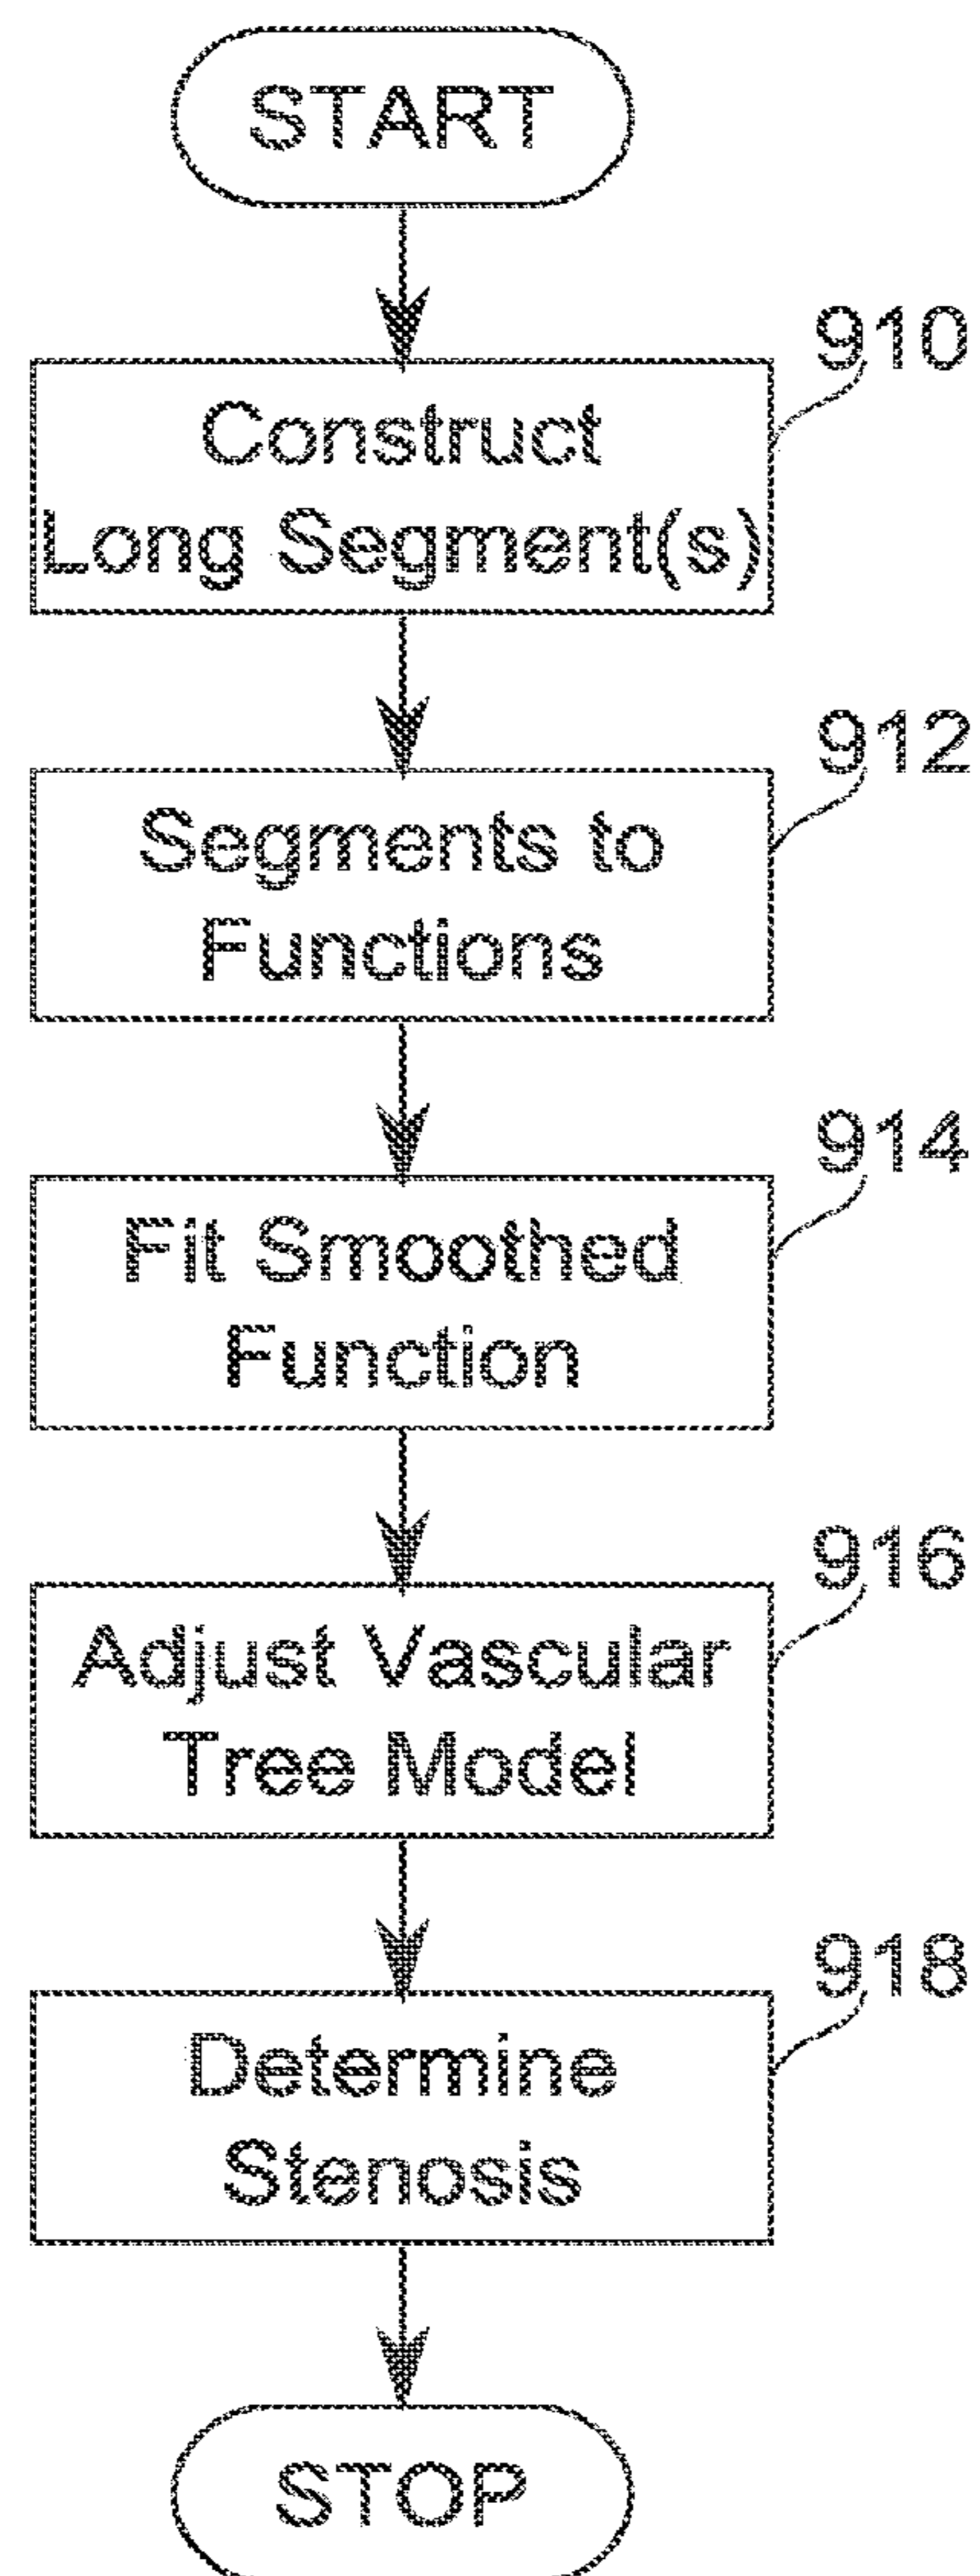 START
910
Construct
Long Segment(s)
912
Segments to
Functions
914
Fit Smoothed
Function
916
Adjust Vascular
Tree Model
918
Determine
Stenosis
STOP